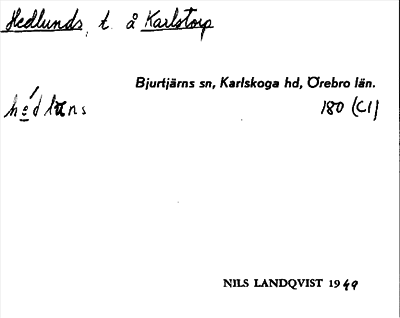 Hedlunds, t. å Karlstorp
Bjurtjärns sn, Karlskoga hd, Örebro län.
180 (C1)
NILS LANDQVIST 1949